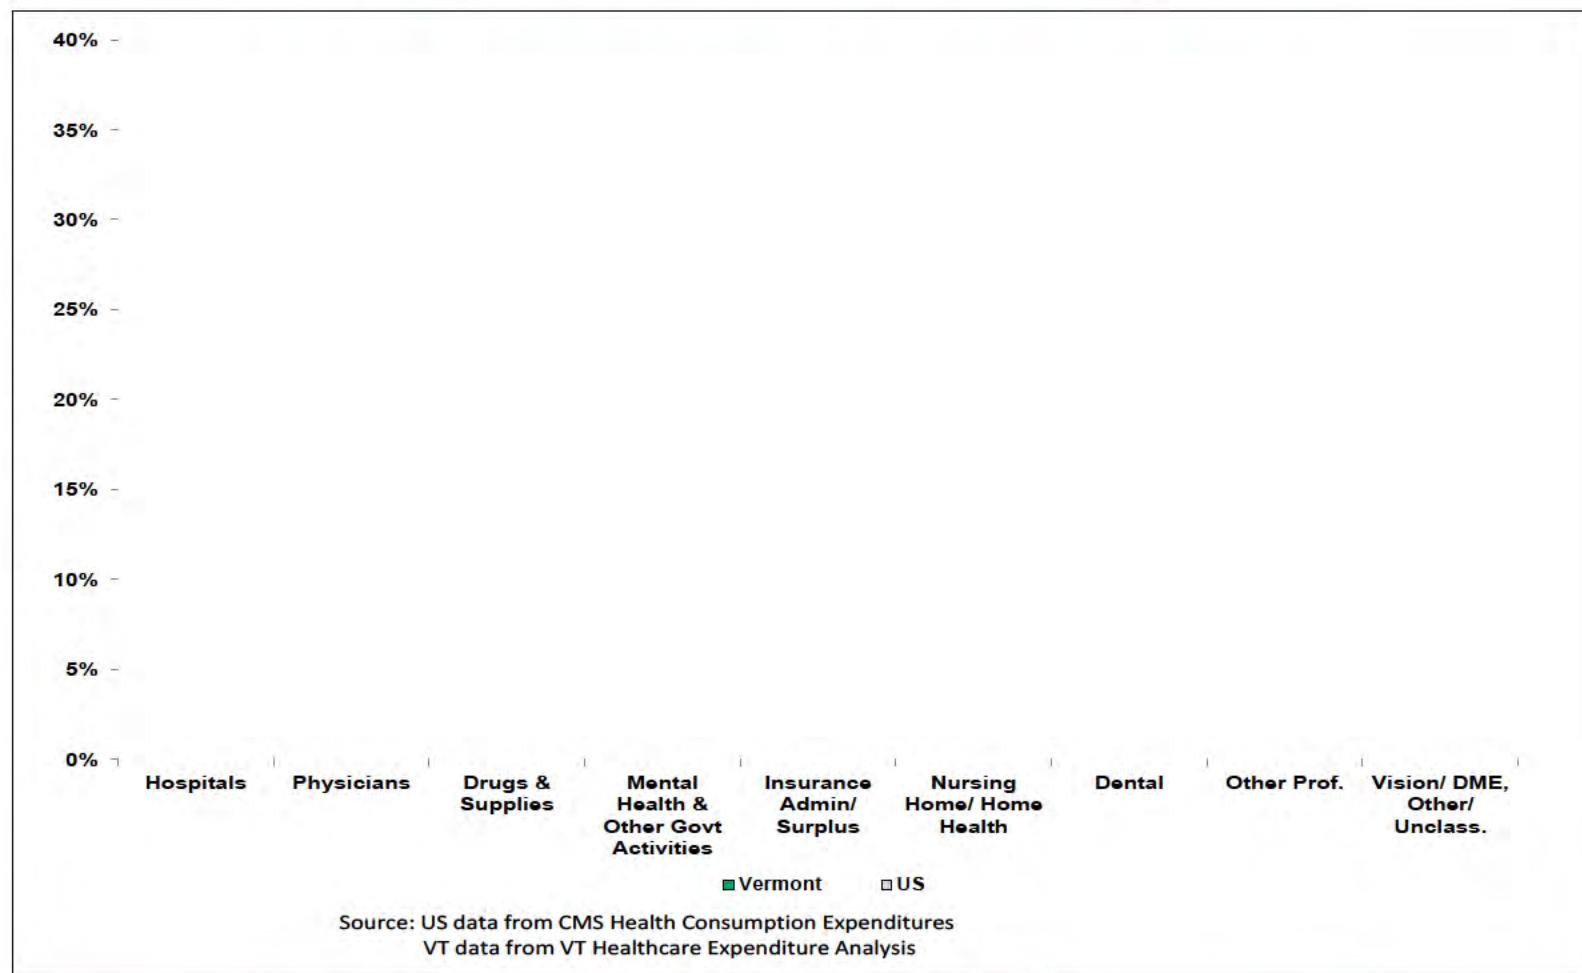 40%
35%
30%
25%
20%
15%
10%
5%
0%
Hospitals
Physicians
Drugs &
Supplies
Mental
Health &
Other Govt
Activities
Insurance
Admin/
Surplus
Nursing
Home/ Home
Health
Dental
Other Prof.
Vision/ DME,
Other/
Unclass.
Vermont
US
Source: US data from CMS Health Consumption Expenditures
VT data from VT Healthcare Expenditure Analysis